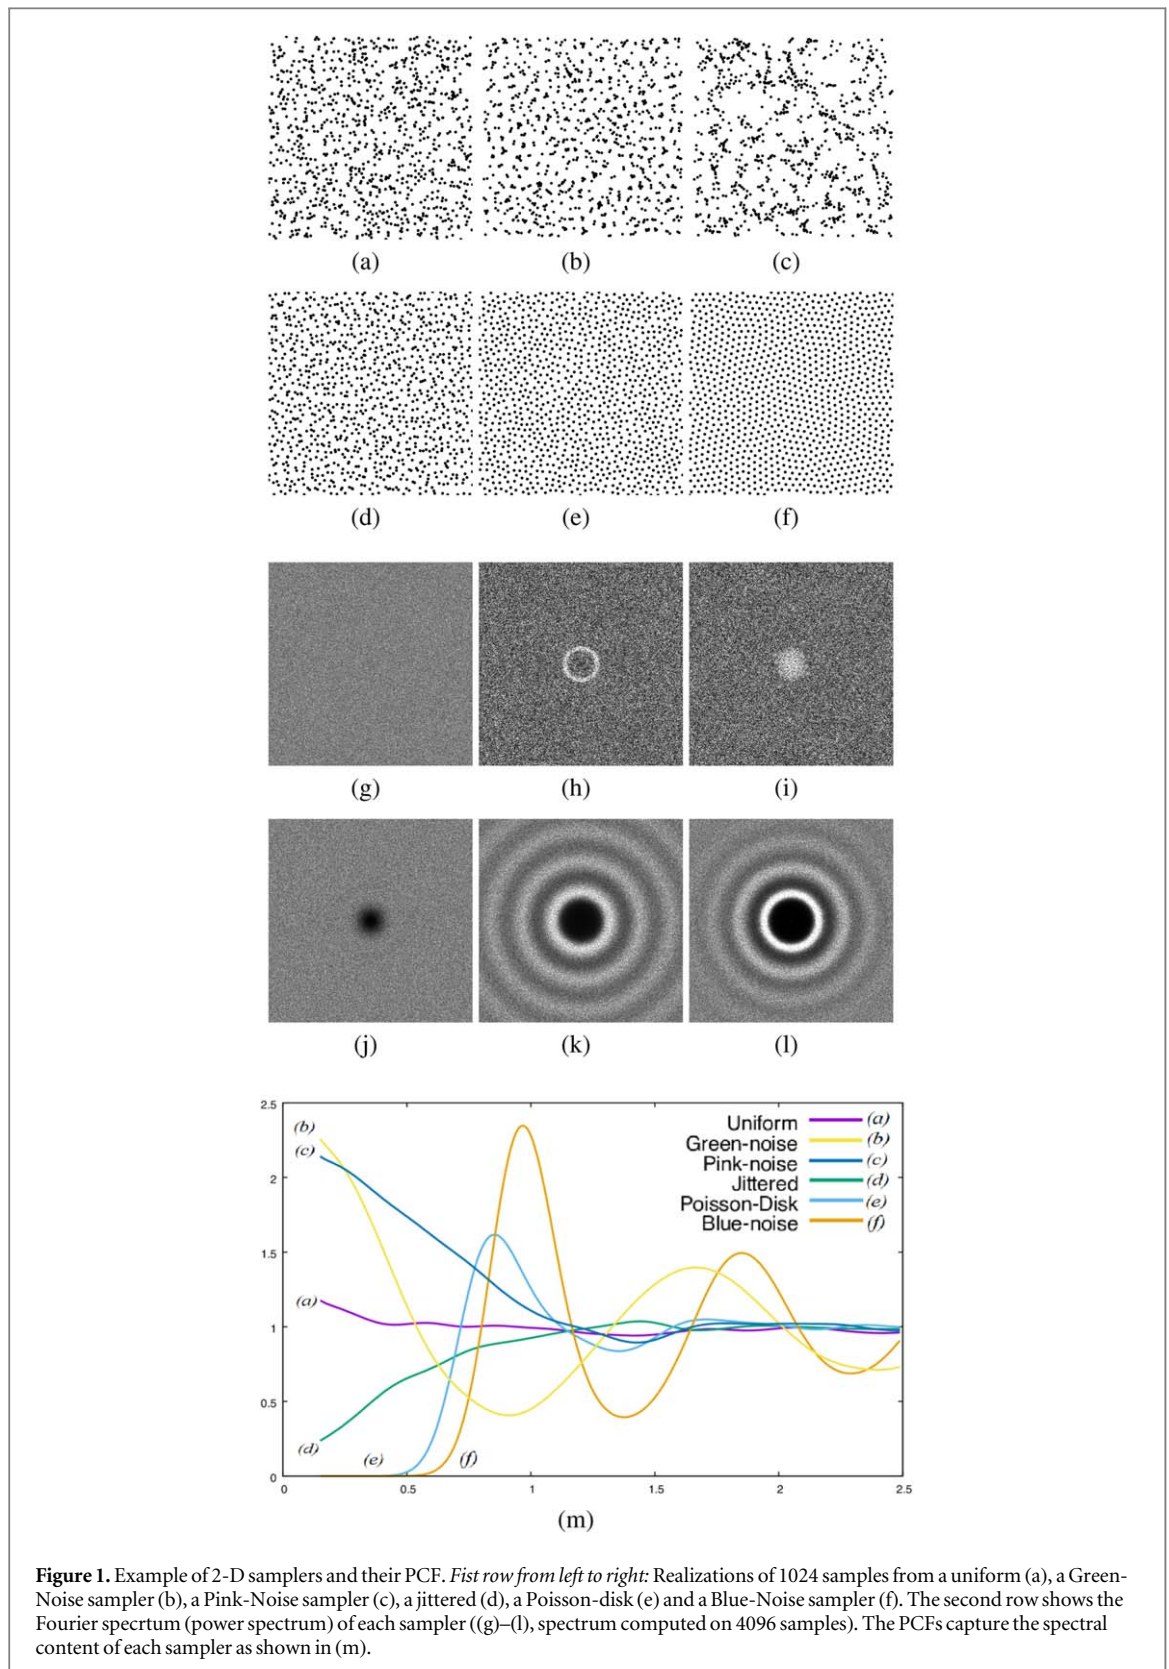 (a) (b) (c)
(d) (e) (f)
(g) (h) (i)
(j) (k) (l)
2.5
(b)
(c)
2
1.5
(a)
1
0.5
(d)
(e)
(f)
0
Uniform (a)
Green-noise (b)
Pink-noise (c)
Jittered (d)
Poisson-Disk (e)
Blue-noise (f)
0 0.5 1 1.5 2 2.5
(m)
Figure 1. Example of 2-D samplers and their PCF. Fist row from left to right: Realizations of 1024 samples from a uniform (a), a Green-
Noise sampler (b), a Pink-Noise sampler (c), a jittered (d), a Poisson-disk (e) and a Blue-Noise sampler (f). The second row shows the
Fourier specrtum (power spectrum) of each sampler ((g)–(l), spectrum computed on 4096 samples). The PCFs capture the spectral
content of each sampler as shown in (m).